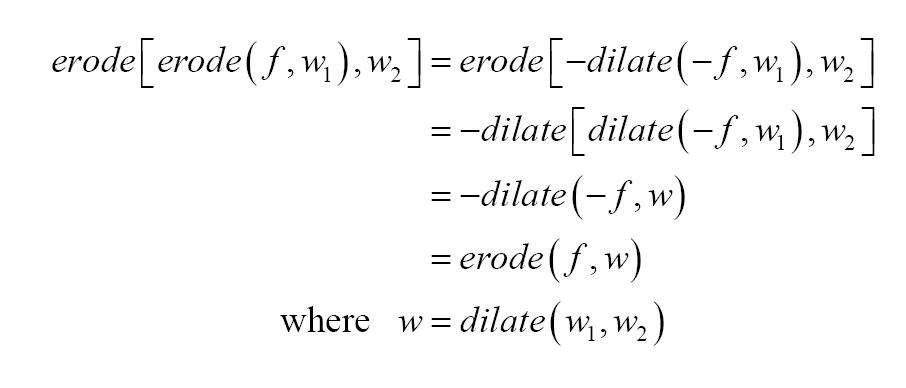 erode[erode(f,w₁),w₂]=erode[−dilate(−f,w₁),w₂]
=−dilate[dilate(−f,w₁),w₂]
=−dilate(−f,w)
=erode(f,w)
where w=dilate(w₁,w₂)